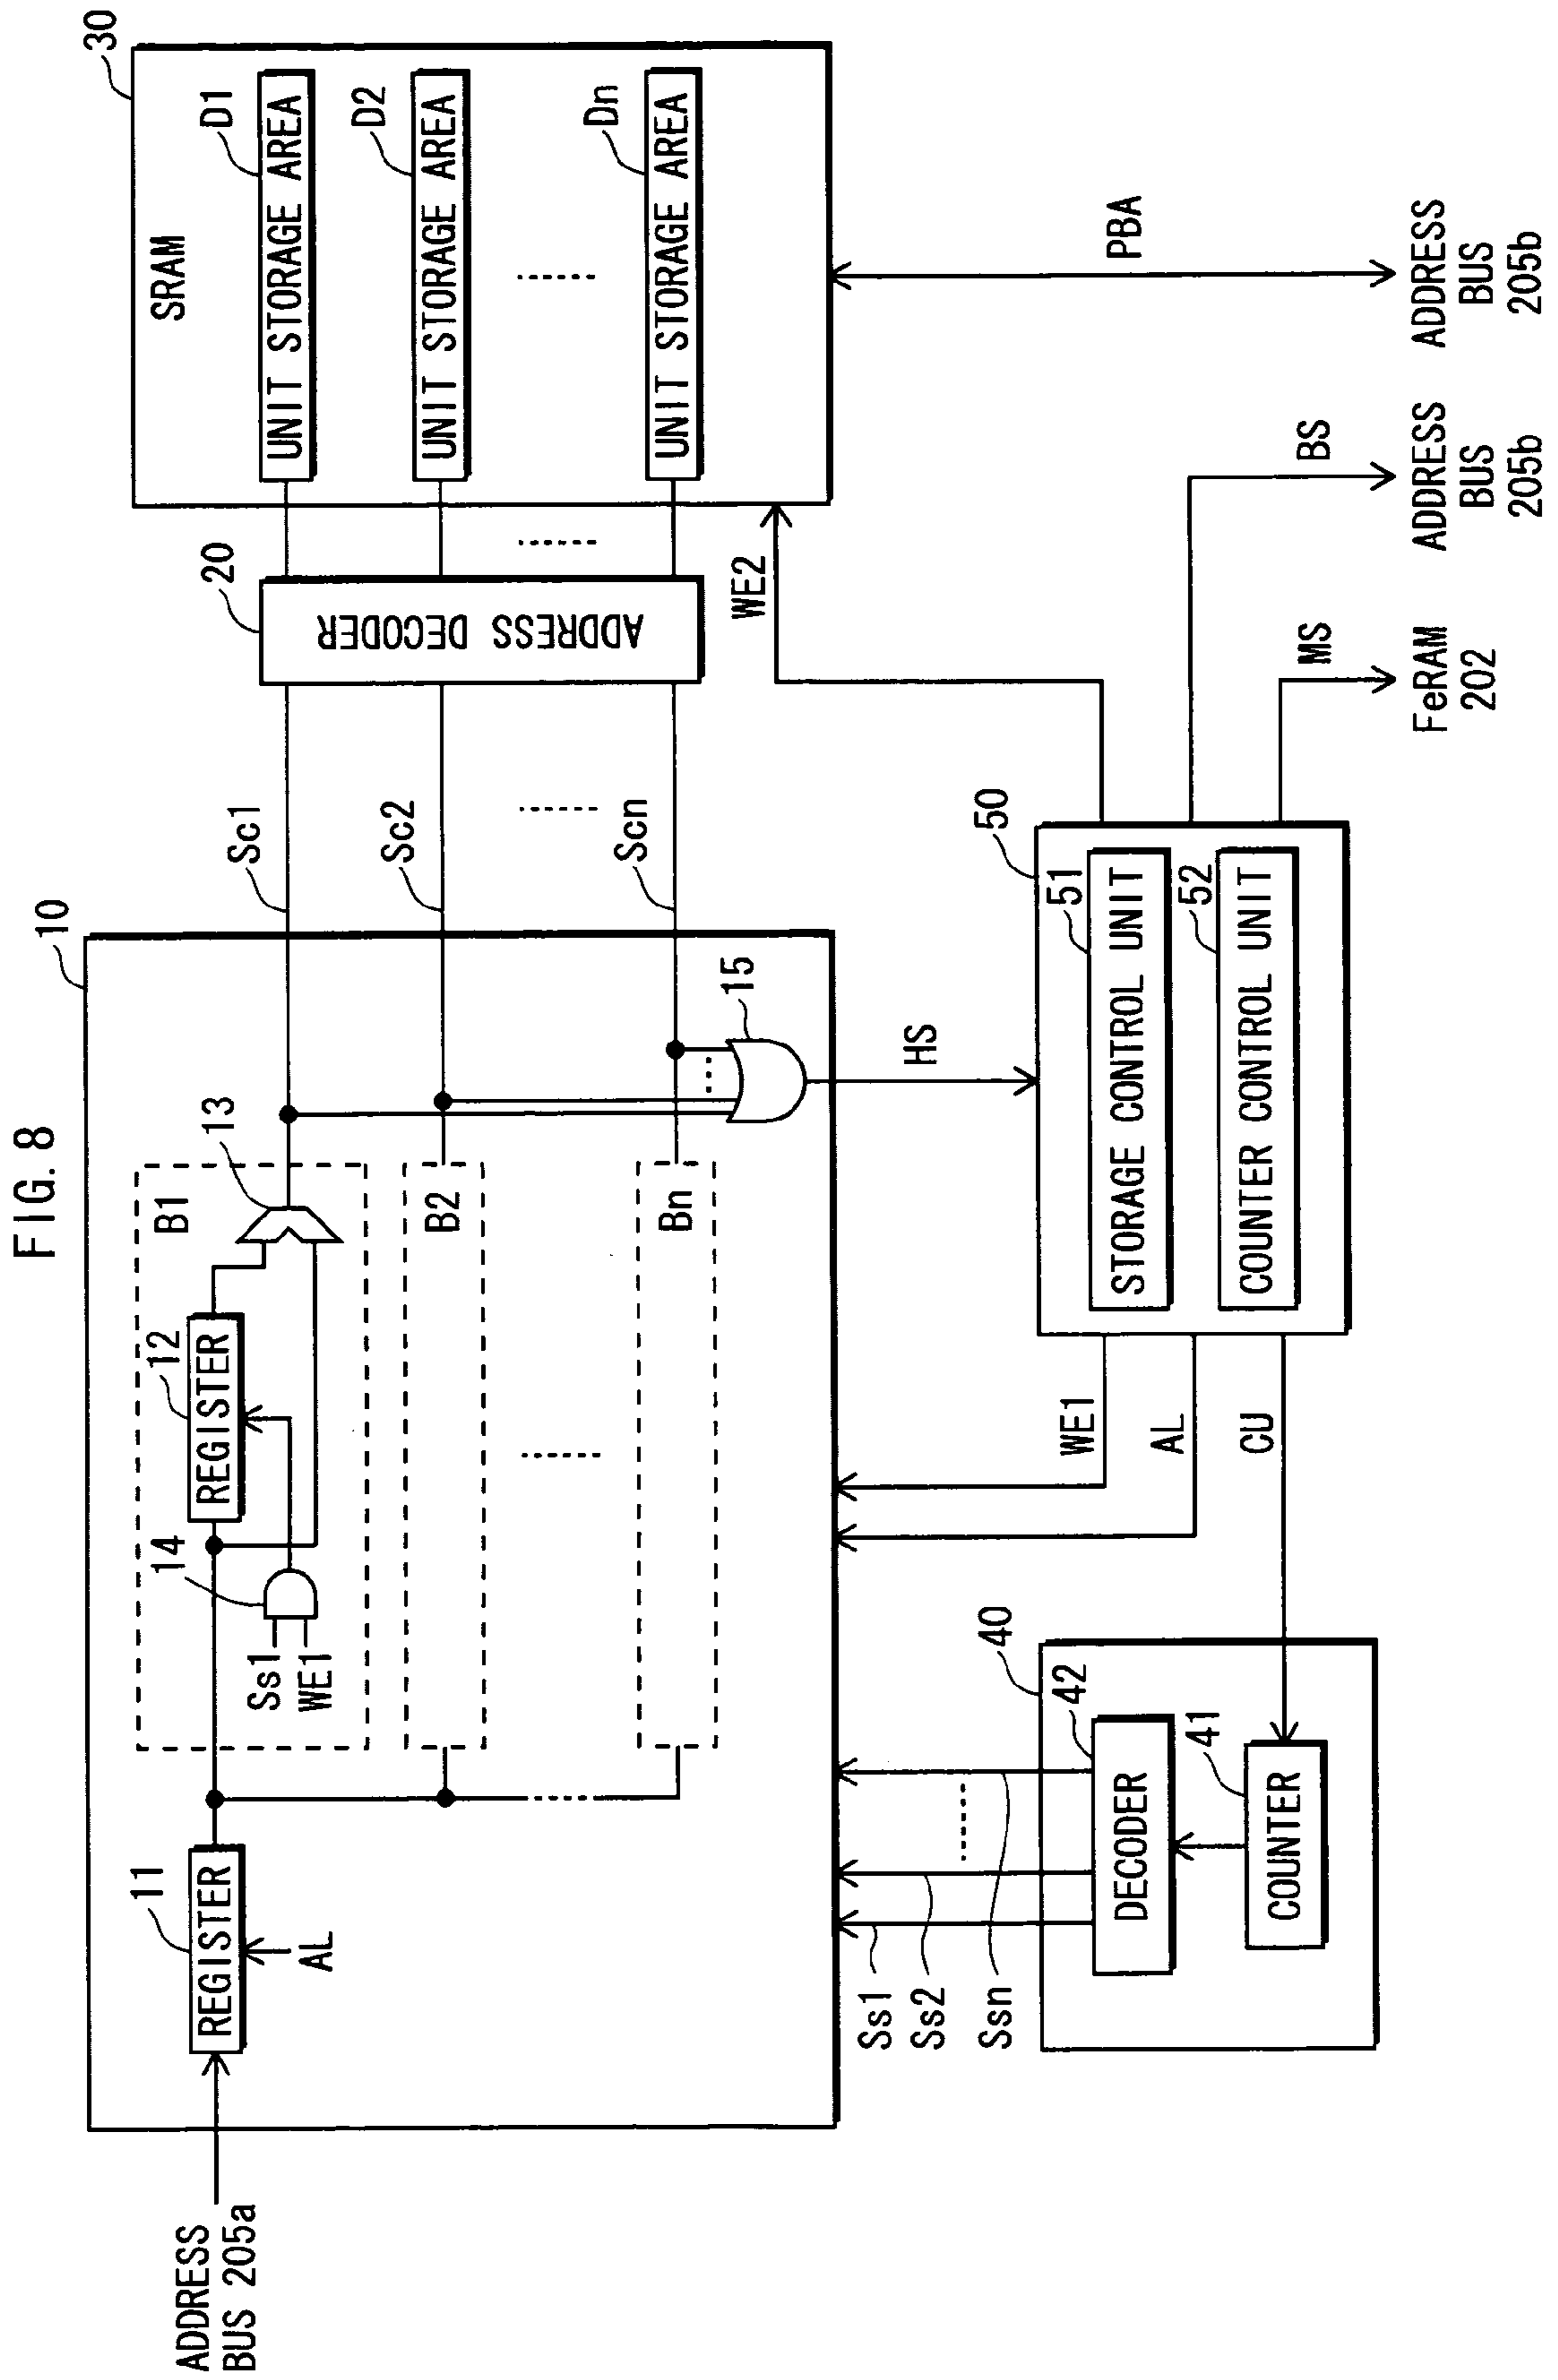 FIG. 8
10
11
REGISTER
AL
ADDRESS
BUS 205a
B1
12
REGISTER
13
14
Ss1
WE1
B2
Bn
15
Sc1
Sc2
Scn
20
ADDRESS DECODER
30
SRAM
D1
UNIT STORAGE AREA
D2
UNIT STORAGE AREA
Dn
UNIT STORAGE AREA
HS
WE2
PBA
ADDRESS
BUS
205b
BS
ADDRESS
BUS
205b
MS
FeRAM
202
50
51
STORAGE CONTROL UNIT
52
COUNTER CONTROL UNIT
WE1
AL
CU
Ss1
Ss2
Ssn
40
42
DECODER
41
COUNTER